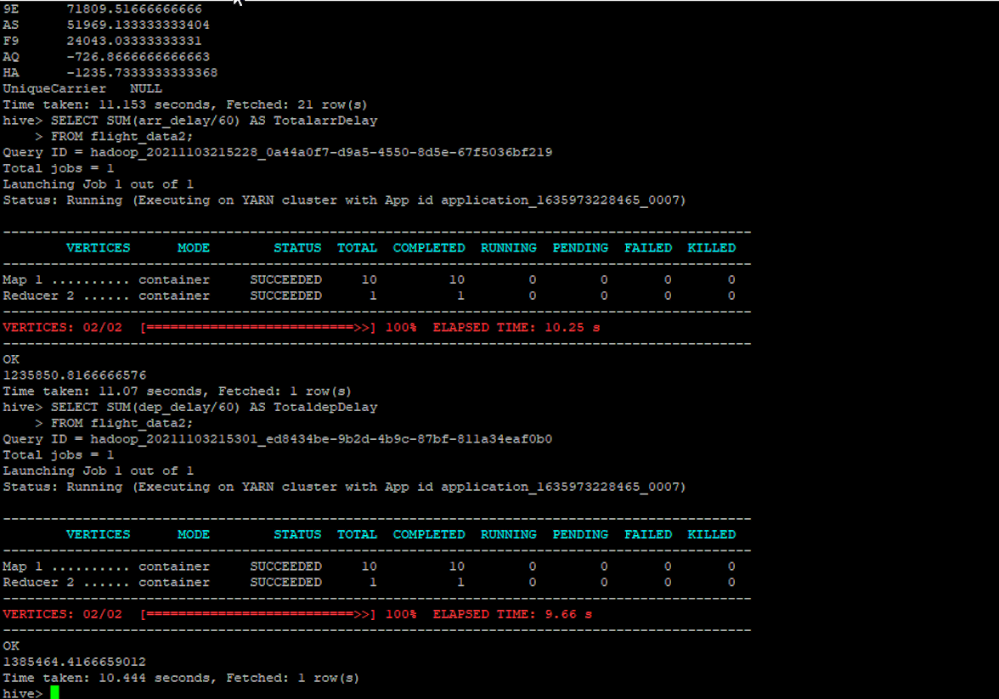 9E      71809.51666666666
AS      51969.133333333404
F9      24043.03333333331
AQ      -726.8666666666663
HA      -1235.7333333333368
UniqueCarrier   NULL
Time taken: 11.153 seconds, Fetched: 21 row(s)
hive> SELECT SUM(arr_delay/60) AS TotalarrDelay
    > FROM flight_data2;
Query ID = hadoop_20211103215228_0a44a0f7-d9a5-4550-8d5e-67f5036bf219
Total jobs = 1
Launching Job 1 out of 1
Status: Running (Executing on YARN cluster with App id application_1635973228465_0007)
----------------------------------------------------------------------------------------------
        VERTICES      MODE        STATUS  TOTAL  COMPLETED  RUNNING  PENDING  FAILED  KILLED
----------------------------------------------------------------------------------------------
Map 1 .......... container     SUCCEEDED     10         10        0        0       0       0
Reducer 2 ...... container     SUCCEEDED      1          1        0        0       0       0
----------------------------------------------------------------------------------------------
VERTICES: 02/02  [==========================>>] 100%  ELAPSED TIME: 10.25 s
----------------------------------------------------------------------------------------------
OK
1235850.8166666576
Time taken: 11.07 seconds, Fetched: 1 row(s)
hive> SELECT SUM(dep_delay/60) AS TotaldepDelay
    > FROM flight_data2;
Query ID = hadoop_20211103215301_ed8434be-9b2d-4b9c-87bf-811a34eaf0b0
Total jobs = 1
Launching Job 1 out of 1
Status: Running (Executing on YARN cluster with App id application_1635973228465_0007)
----------------------------------------------------------------------------------------------
        VERTICES      MODE        STATUS  TOTAL  COMPLETED  RUNNING  PENDING  FAILED  KILLED
----------------------------------------------------------------------------------------------
Map 1 .......... container     SUCCEEDED     10         10        0        0       0       0
Reducer 2 ...... container     SUCCEEDED      1          1        0        0       0       0
----------------------------------------------------------------------------------------------
VERTICES: 02/02  [==========================>>] 100%  ELAPSED TIME: 9.66 s
----------------------------------------------------------------------------------------------
OK
1385464.4166659012
Time taken: 10.444 seconds, Fetched: 1 row(s)
hive>